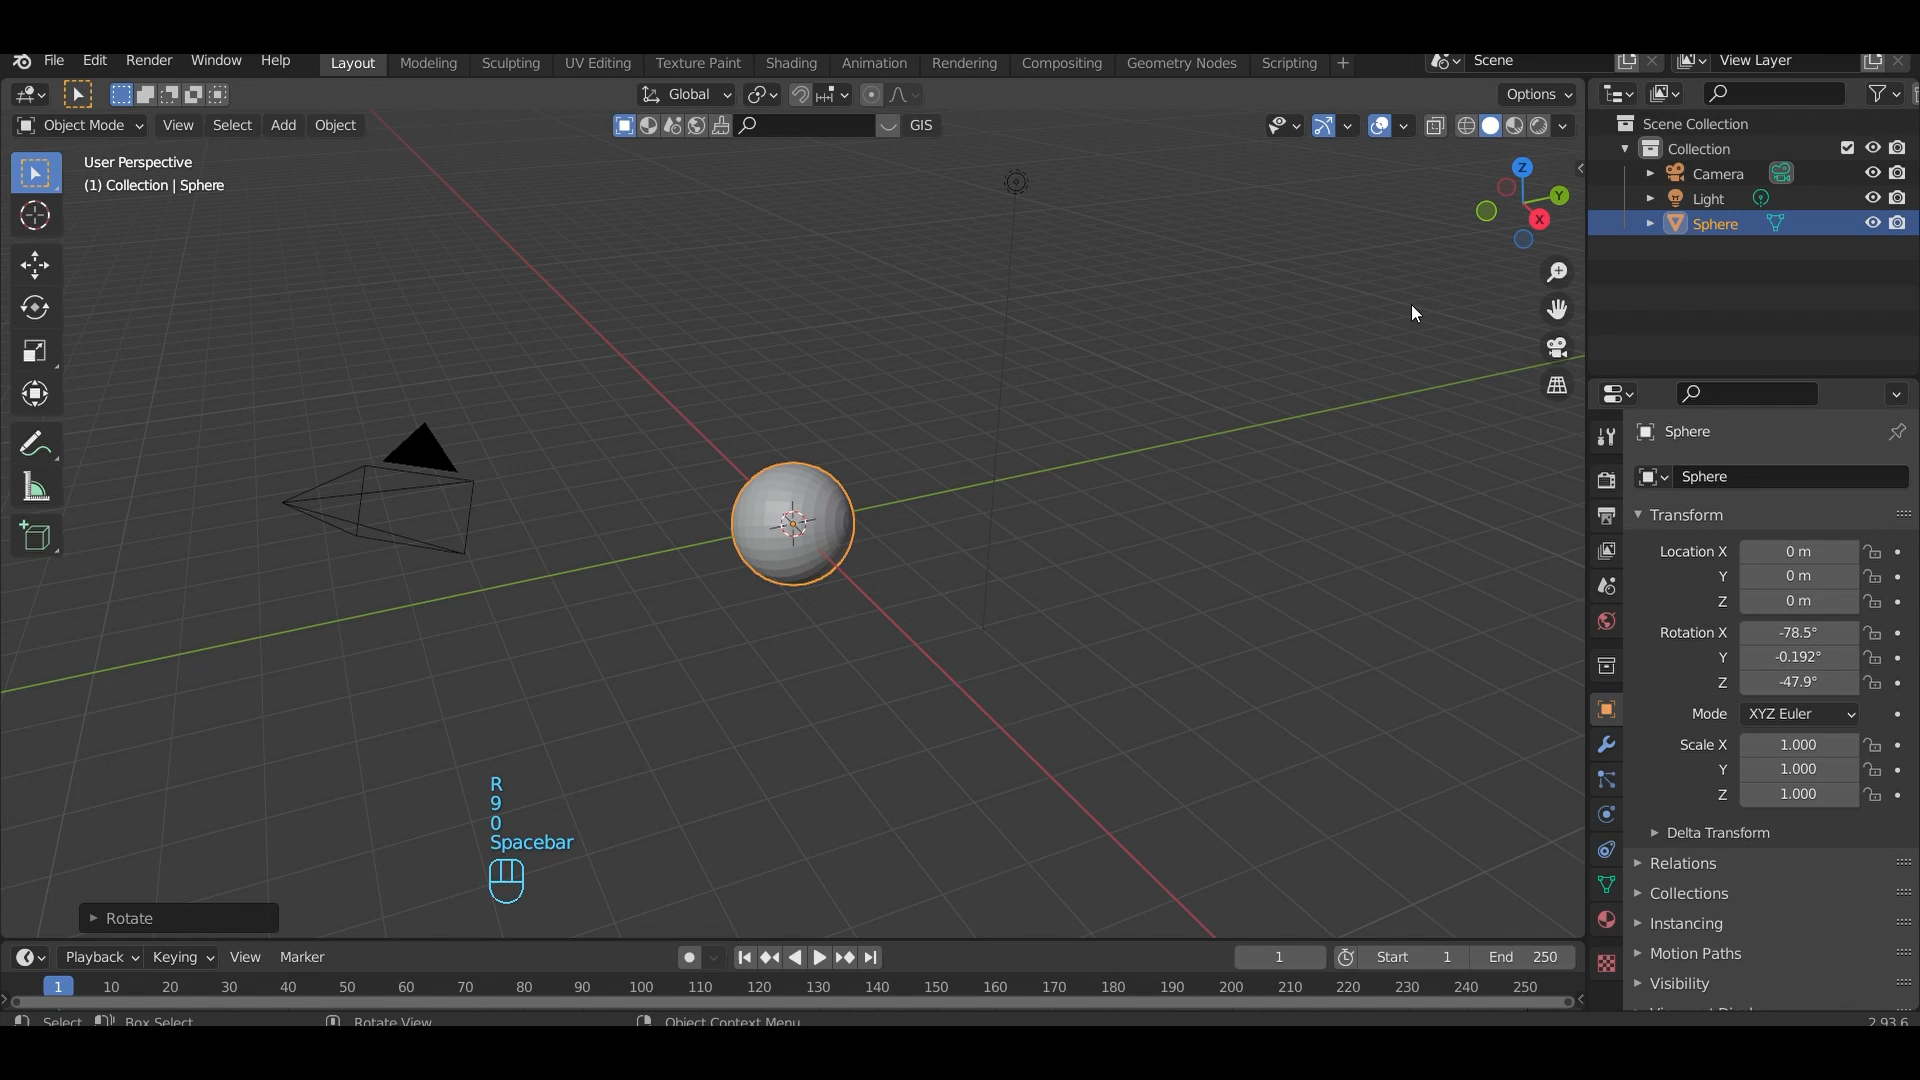 File Edit Render Window Help Layout Modeling Sculpting UV Editing Texture Paint Shading Animation Rendering Compositing Geometry Nodes Scripting + Scene View Layer
Global Options
Object Mode View Select Add Object GIS
User Perspective
(1) Collection | Sphere
Z
Y
X
Scene Collection
Collection
Camera
Light
Sphere
Sphere
Sphere
Transform
Location X 0 m
Y 0 m
Z 0 m
Rotation X -78.5°
Y -0.192°
Z -47.9°
Mode XYZ Euler
Scale X 1.000
Y 1.000
Z 1.000
Delta Transform
Relations
Collections
Instancing
Motion Paths
Visibility
R
9
0
Spacebar
Rotate
Playback Keying View Marker 1 Start 1 End 250
1 10 20 30 40 50 60 70 80 90 100 110 120 130 140 150 160 170 180 190 200 210 220 230 240 250
Select Box Select Rotate View Object Context Menu 2.93.6